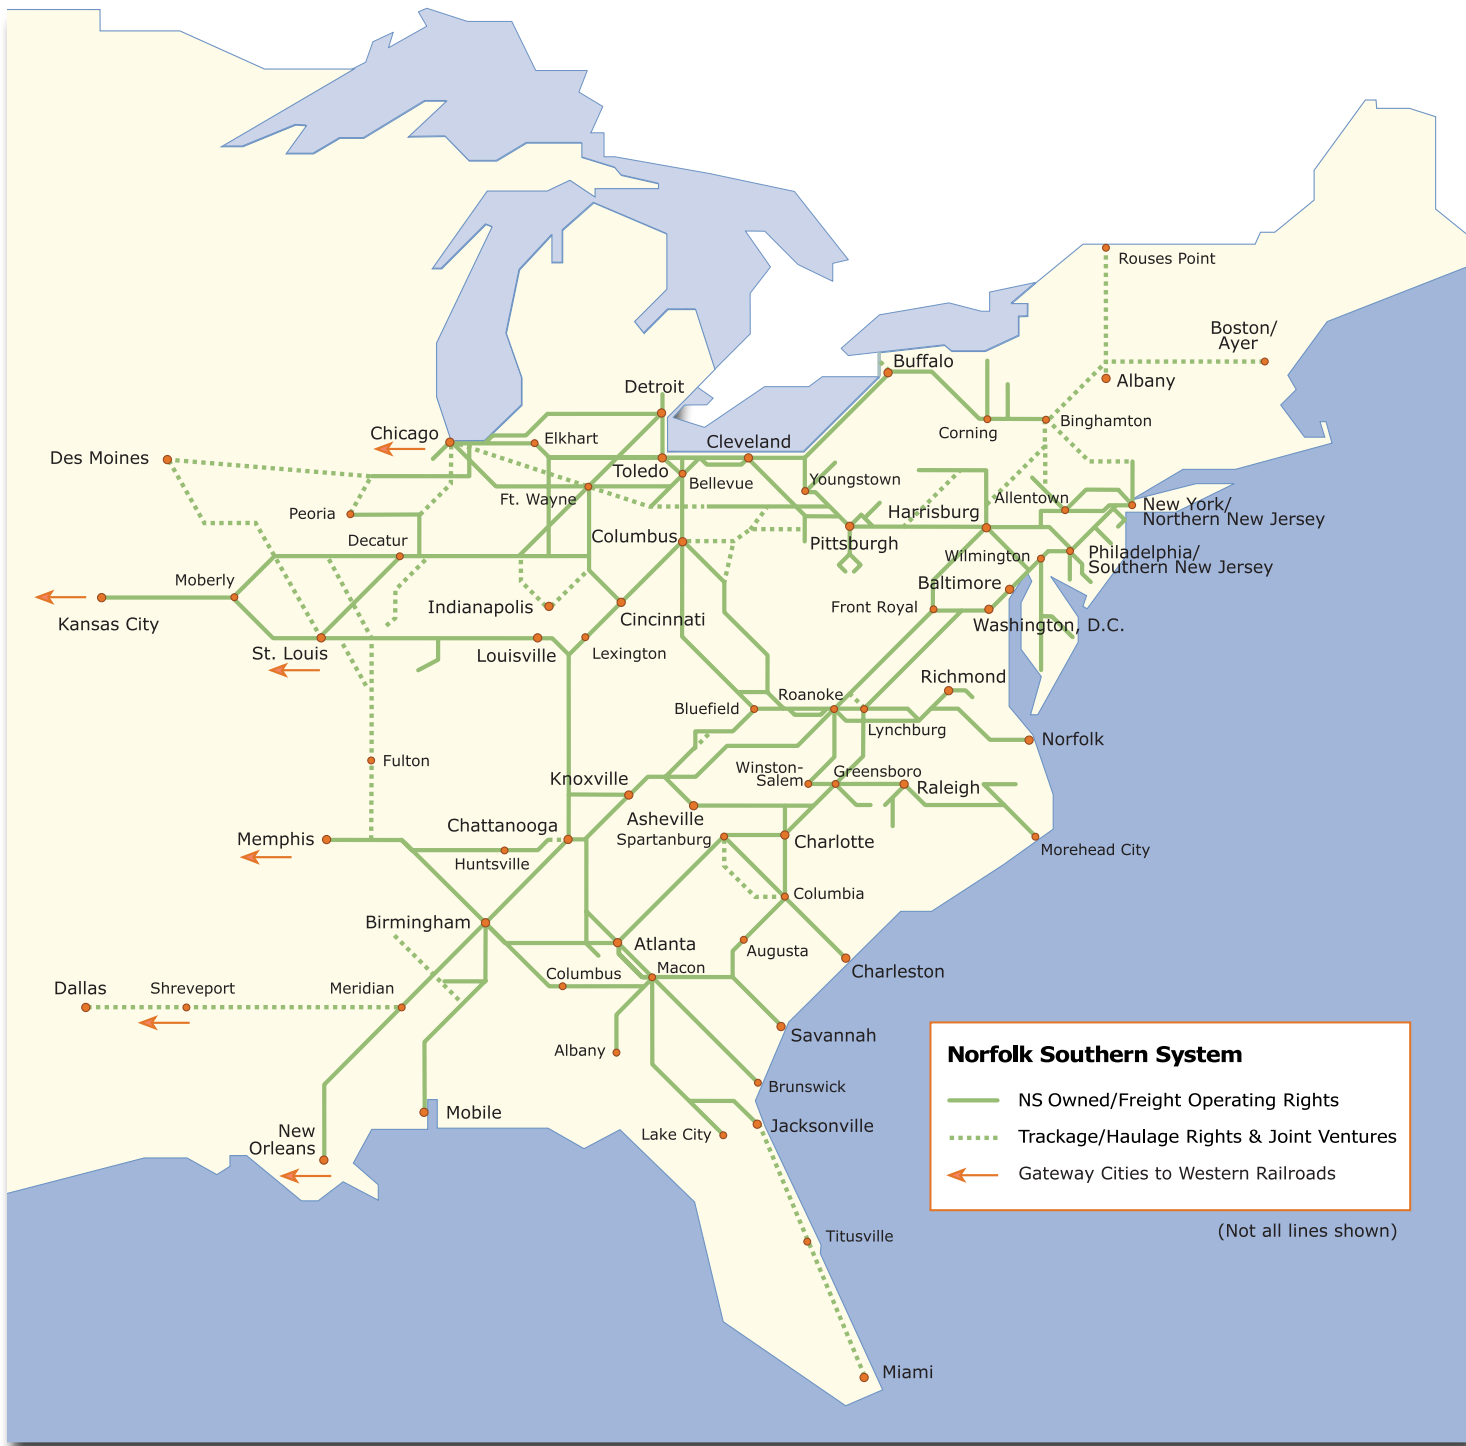 Rouses Point
Boston/
Ayer
Buffalo
Albany
Detroit
Binghamton
Corning
Chicago
Elkhart
Cleveland
Des Moines
Toledo
Bellevue
Youngstown
Ft. Wayne
Allentown
New York/
Northern New Jersey
Peoria
Harrisburg
Columbus
Pittsburgh
Decatur
Wilmington
Philadelphia/
Southern New Jersey
Moberly
Baltimore
Indianapolis
Front Royal
Kansas City
Cincinnati
Washington, D.C.
St. Louis
Louisville
Lexington
Richmond
Roanoke
Bluefield
Lynchburg
Norfolk
Fulton
Winston-
Salem
Greensboro
Knoxville
Raleigh
Asheville
Chattanooga
Memphis
Spartanburg
Charlotte
Huntsville
Morehead City
Columbia
Birmingham
Atlanta
Augusta
Macon
Columbus
Charleston
Dallas
Shreveport
Meridian
Savannah
Albany
Norfolk Southern System
Brunswick
NS Owned/Freight Operating Rights
Mobile
Jacksonville
New
Orleans
Lake City
Trackage/Haulage Rights & Joint Ventures
Gateway Cities to Western Railroads
Titusville
(Not all lines shown)
Miami